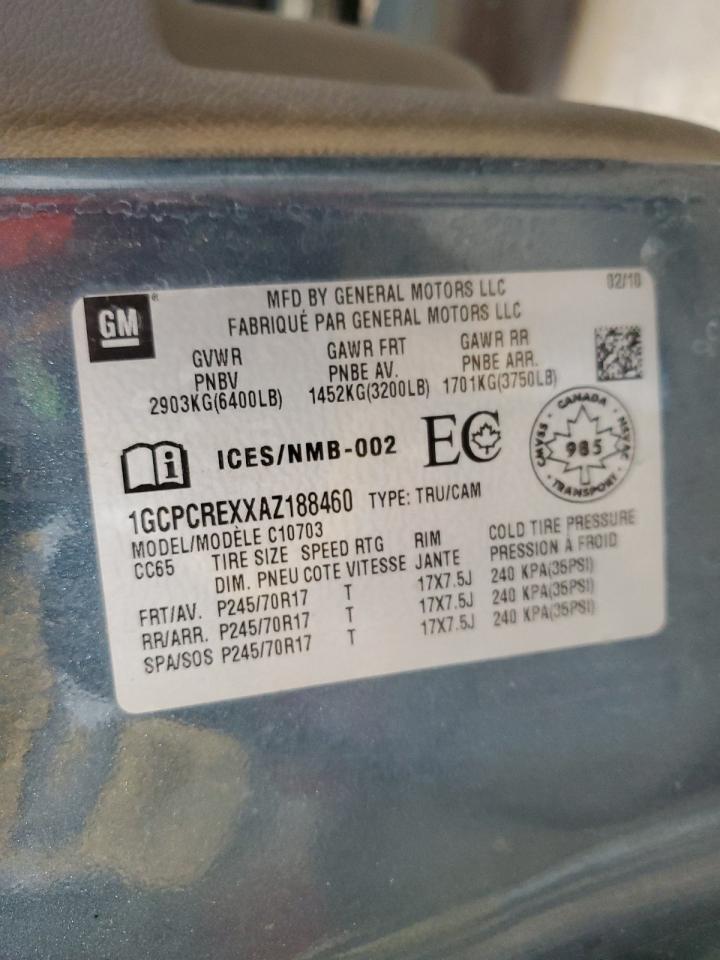 GM
MFD BY GENERAL MOTORS LLC 02/10
FABRIQUÉ PAR GENERAL MOTORS LLC
GVWR GAWR FRT GAWR RR
PNBV PNBE AV. PNBE ARR.
2903KG(6400LB) 1452KG(3200LB) 1701KG(3750LB)
i ICES/NMB-002 EC
CANADA
CMVSS 985 NSVAC
TRANSPORT
1GCPCREXXAZ188460 TYPE: TRU/CAM
MODEL/MODÈLE C10703
CC65 TIRE SIZE SPEED RTG RIM COLD TIRE PRESSURE
DIM. PNEU COTE VITESSE JANTE PRESSION À FROID
FRT/AV. P245/70R17 T 17X7.5J 240 KPA(35PSI)
RR/ARR. P245/70R17 T 17X7.5J 240 KPA(35PSI)
SPA/SOS P245/70R17 T 17X7.5J 240 KPA(35PSI)